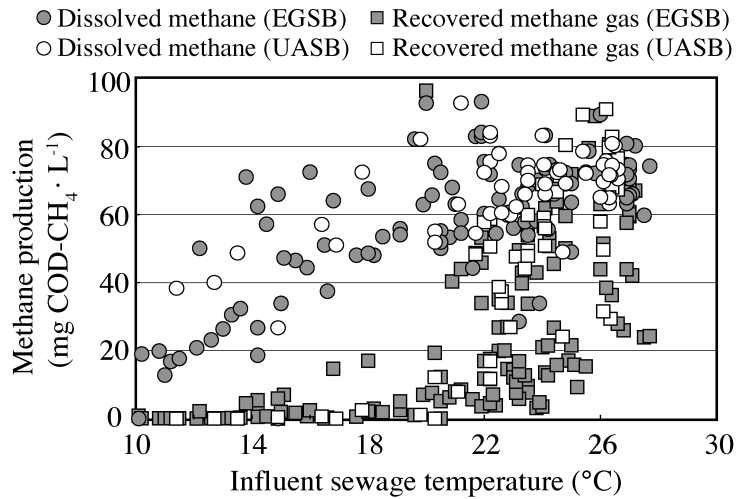 Dissolved methane (EGSB) Recovered methane gas (EGSB)
Dissolved methane (UASB) Recovered methane gas (UASB)
Methane production
(mg COD-CH₄・L⁻¹)
100
80
60
40
20
0
10 14 18 22 26 30
Influent sewage temperature (°C)